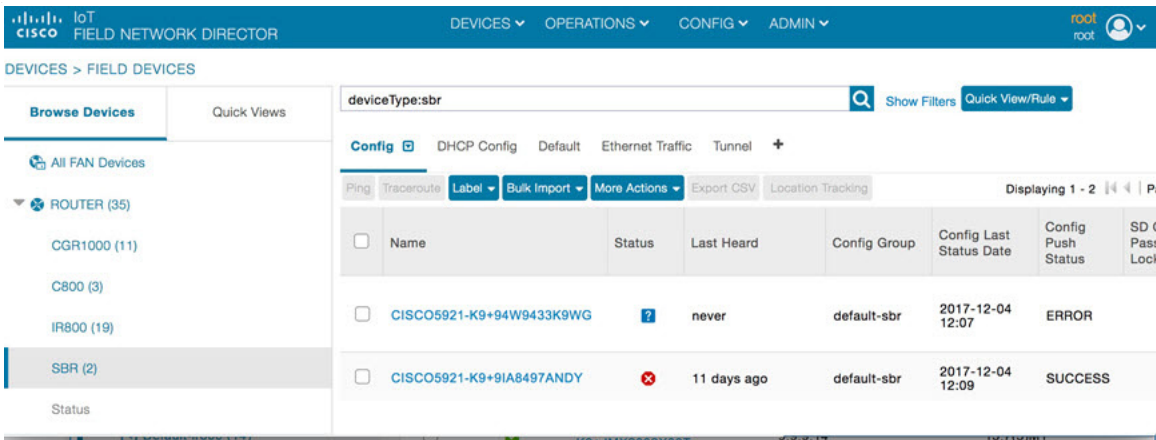 IoT
CISCO FIELD NETWORK DIRECTOR
DEVICES OPERATIONS CONFIG ADMIN
root
root
DEVICES > FIELD DEVICES
Browse Devices
Quick Views
All FAN Devices
ROUTER (35)
CGR1000 (11)
C800 (3)
IR800 (19)
SBR (2)
Status
deviceType:sbr
Show Filters
Quick View/Rule
Config DHCP Config Default Ethernet Traffic Tunnel +
Ping Traceroute Label Bulk Import More Actions Export CSV Location Tracking
Displaying 1 - 2
Name
Status
Last Heard
Config Group
Config Last
Status Date
Config
Push
Status
SD
CISCO5921-K9+94W9433K9WG
?
never
default-sbr
2017-12-04
12:07
ERROR
CISCO5921-K9+9IA8497ANDY
11 days ago
default-sbr
2017-12-04
12:09
SUCCESS